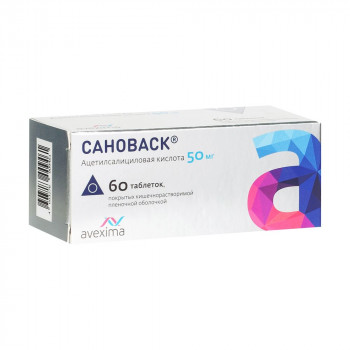 САНОВАСК®
Ацетилсалициловая кислота 50 мг
60 таблеток,
покрытых кишечнорастворимой
пленочной оболочкой
avexima